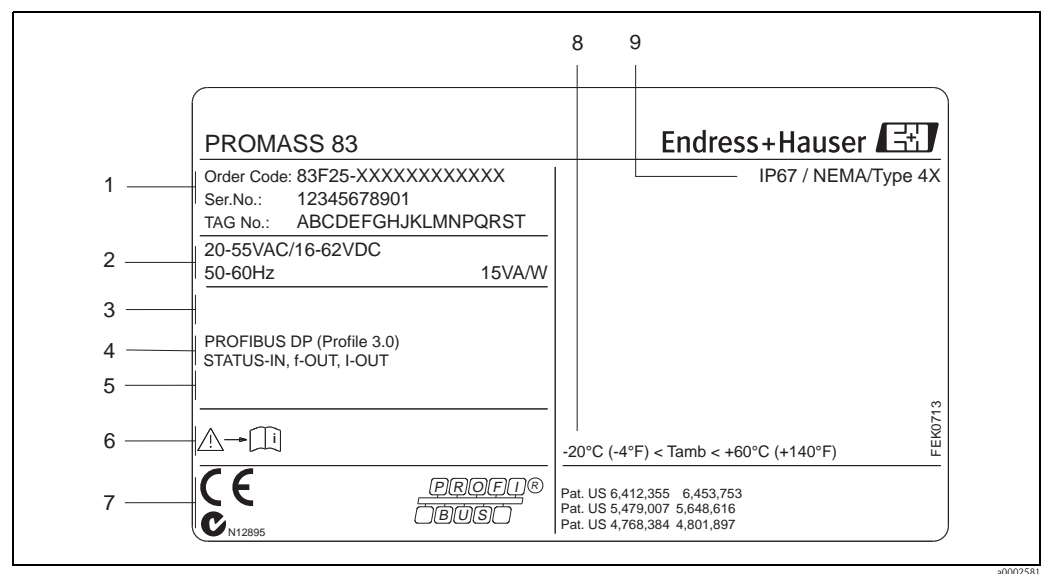 8 9
PROMASS 83
Endress+Hauser
1
Order Code: 83F25-XXXXXXXXXXXX
Ser.No.: 12345678901
TAG No.: ABCDEFGHJKLMNPQRST
IP67 / NEMA/Type 4X
2
20-55VAC/16-62VDC
50-60Hz 15VA/W
3
4
PROFIBUS DP (Profile 3.0)
STATUS-IN, f-OUT, I-OUT
5
6
i
-20°C (-4°F) < Tamb < +60°C (+140°F)
FEK0713
7
CE
N12895
PROFI®
BUS
Pat. US 6,412,355 6,453,753
Pat. US 5,479,007 5,648,616
Pat. US 4,768,384 4,801,897
a0002581